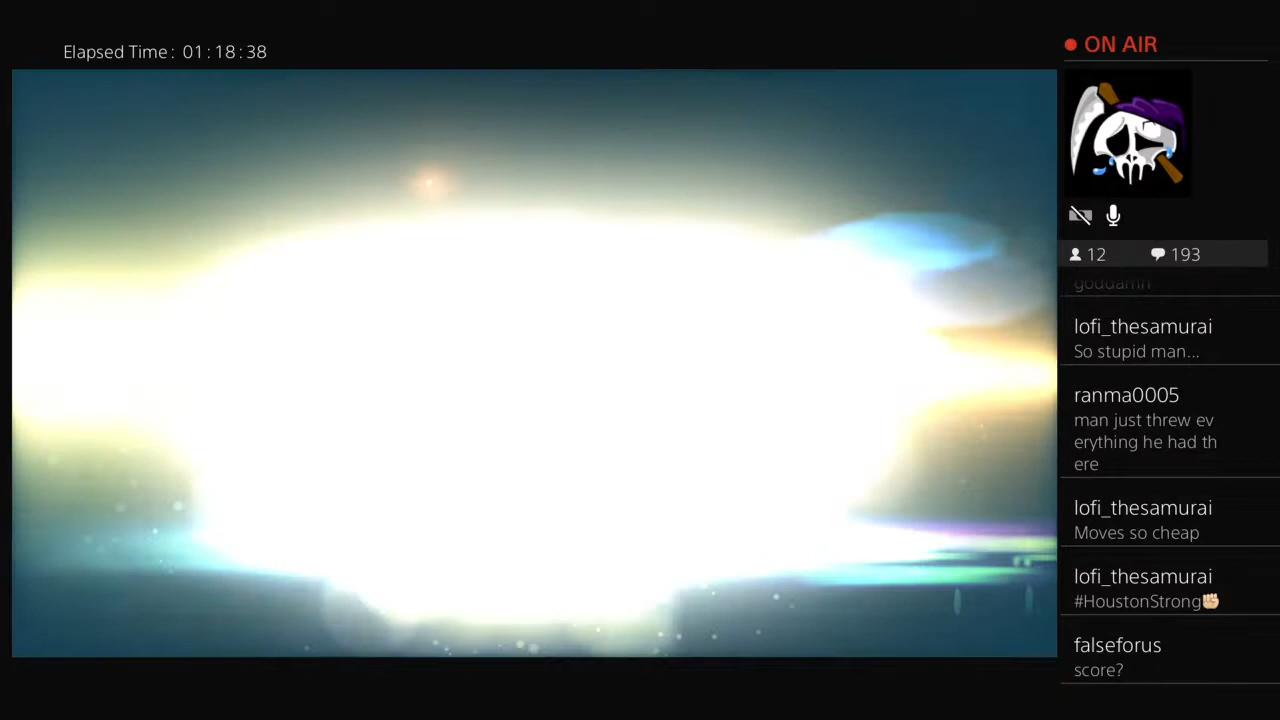 Elapsed Time: 01:18:38
ON AIR
12 193
goddamn
lofi_thesamurai
So stupid man...
ranma0005
man just threw ev
erything he had th
ere
lofi_thesamurai
Moves so cheap
lofi_thesamurai
#HoustonStrong✊🏼
falseforus
score?